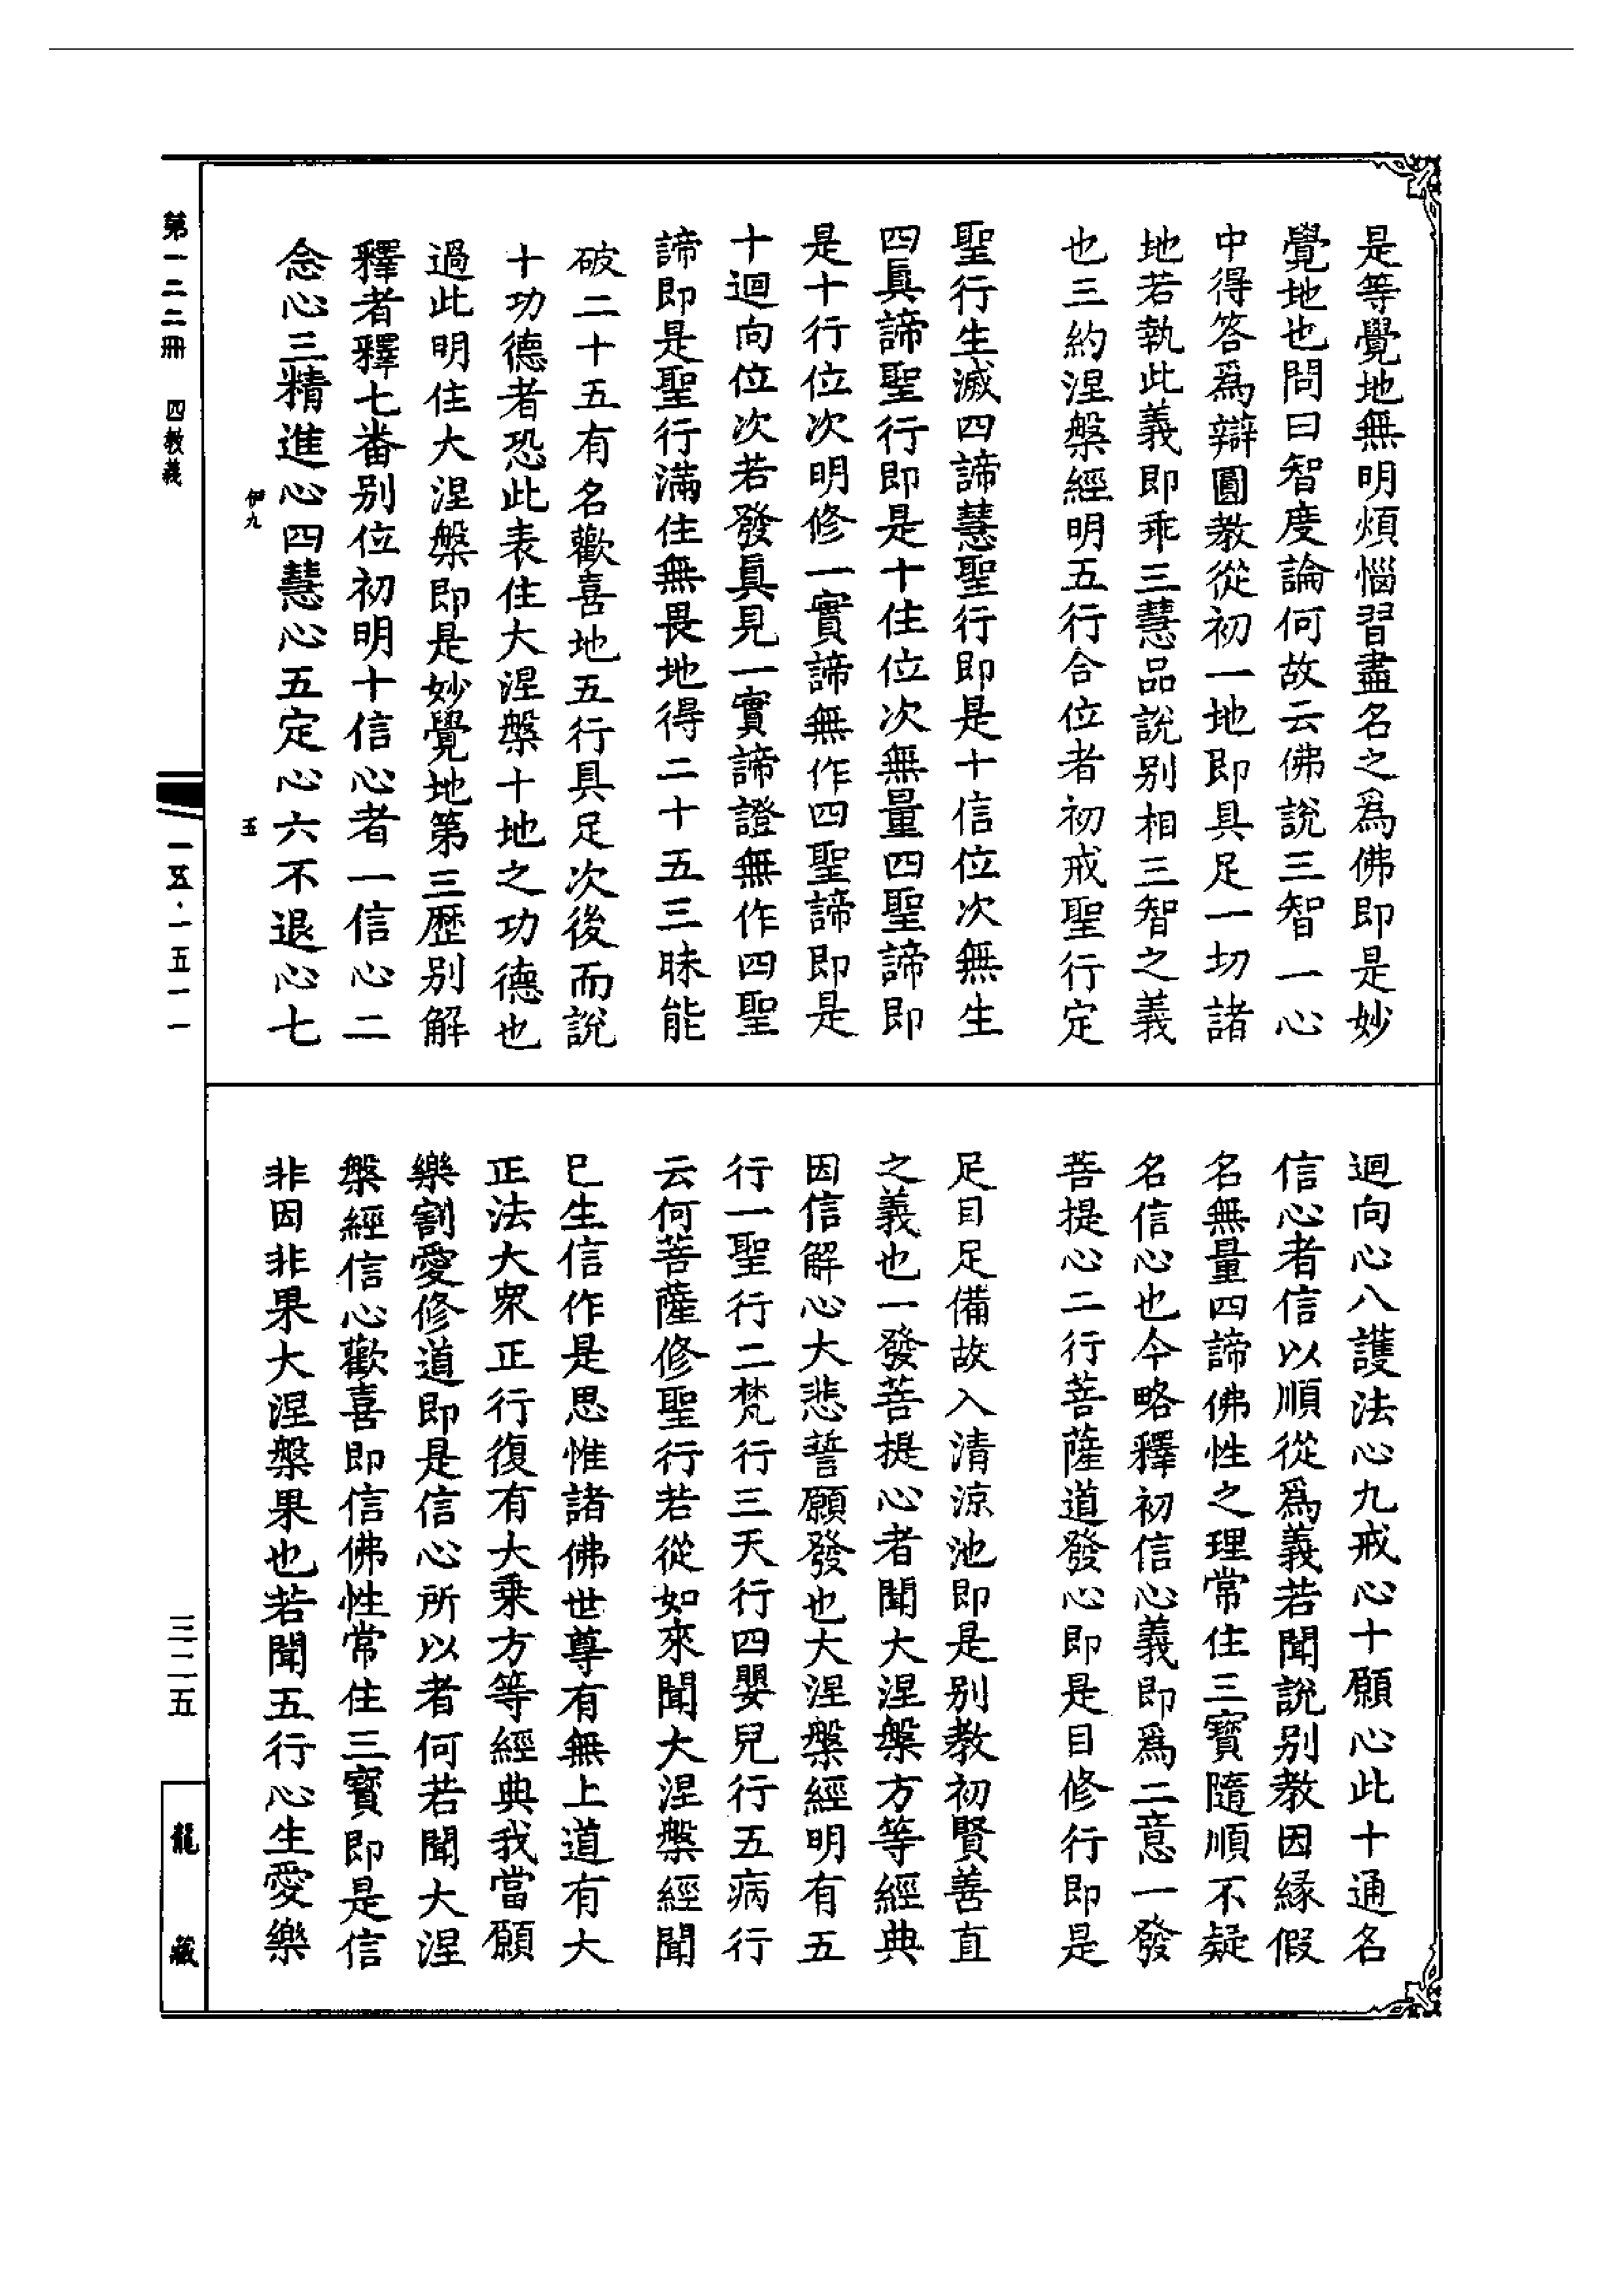 是等覺地無明煩惱習盡名之爲佛即是妙
覺地也問曰智度論何故云佛說三智一心
中得答爲辯圓教從初一地即具足一切諸
地若執此義即乖三慧品說別相三智之義
也三約涅槃經明五行合位者初戒聖行定
聖行生滅四諦慧聖行即是十信位次無生
四眞諦聖行即是十住位次無量四聖諦即
是十行位次明修一實諦無作四聖諦即是
十迴向位次若發眞見一實諦證無作四聖
諦即是聖行滿住無畏地得二十五三昧能
破二十五有名歡喜地五行具足次後而說
十功德者恐此表住大涅槃十地之功德也
過此明住大涅槃即是妙覺地第三歷別解
釋者釋七番別位初明十信心者一信心二
念心三精進心四慧心五定心六不退心七
迴向心八護法心九戒心十願心此十通名
信心者信以順從爲義若聞說別教因緣假
名無量四諦佛性之理常住三寶隨順不疑
名信心也今略釋初信心義即爲二意一發
菩提心二行菩薩道發心即是目修行即是
足目足備故入清涼池即是別教初賢善直
之義也一發菩提心者聞大涅槃方等經典
因信解心大悲誓願發也大涅槃經明有五
行一聖行二梵行三天行四嬰兒行五病行
云何菩薩修聖行若從如來聞大涅槃經聞
已生信作是思惟諸佛世尊有無上道有大
正法大衆正行復有大乘方等經典我當願
樂割愛修道即是信心所以者何若聞大涅
槃經信心歡喜即信佛性常住三寶即是信
非因非果大涅槃果也若聞五行心生愛樂
伊九
五
第一二二冊 四教義
一五·一五一一
三二五
龍藏